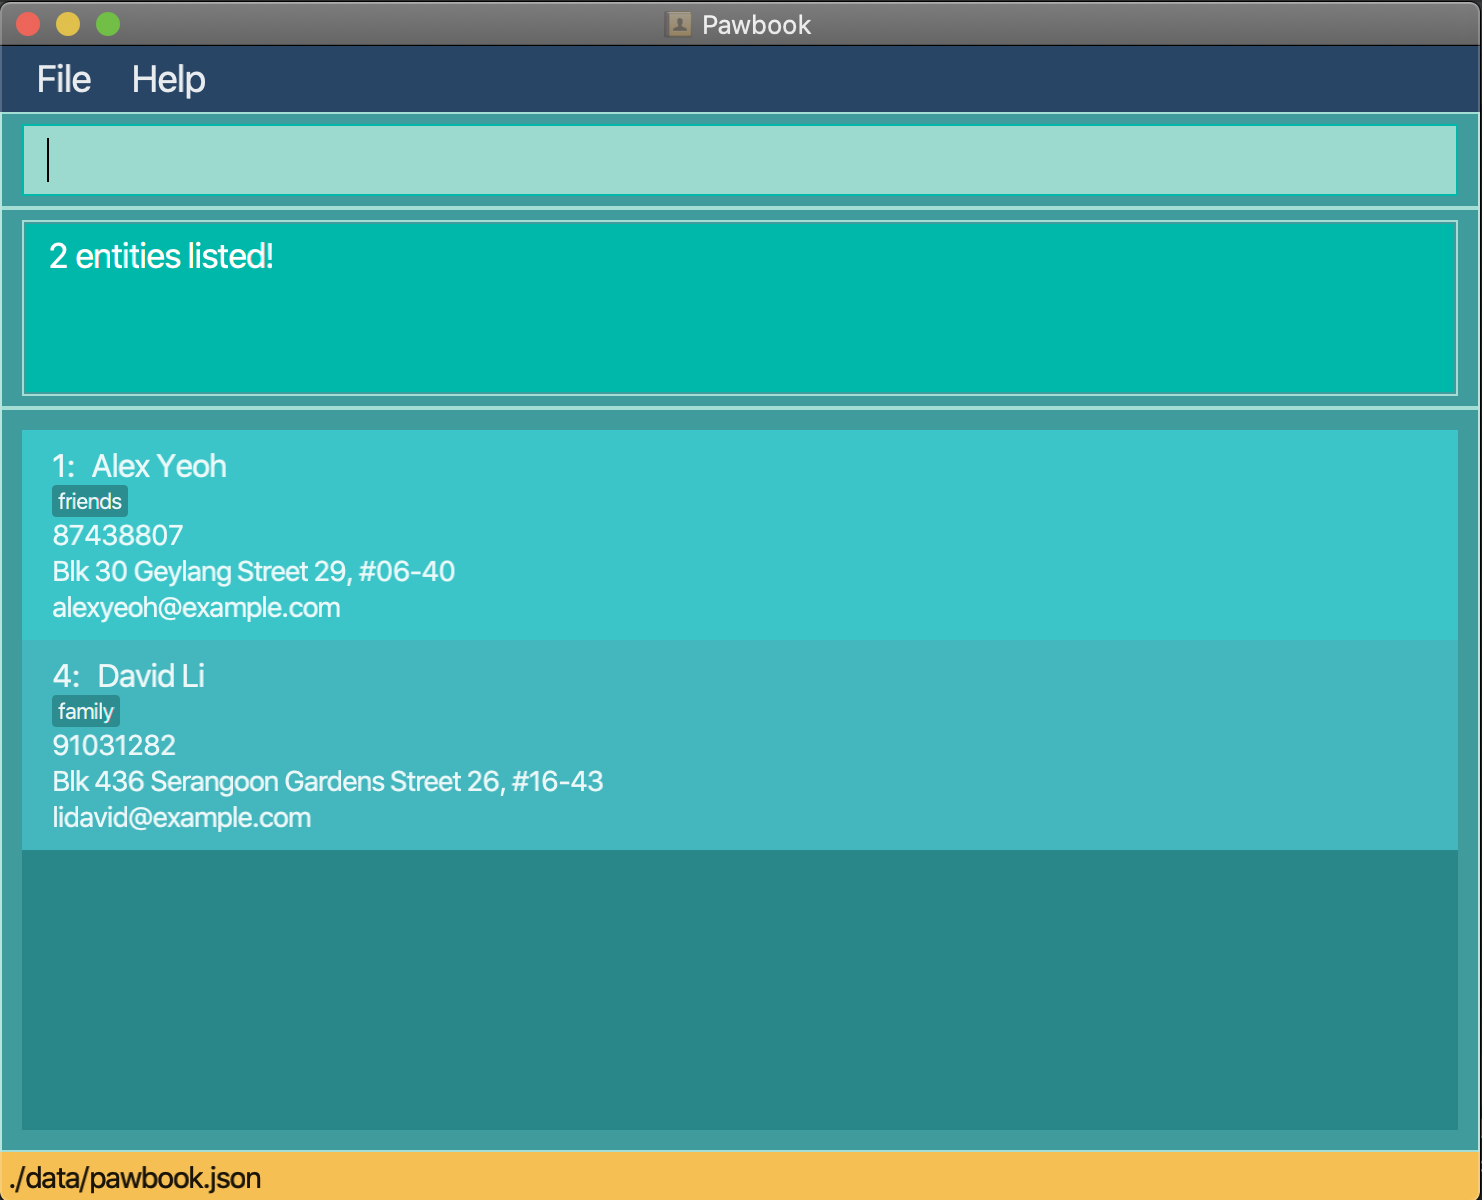 Pawbook
File Help
2 entities listed!
1: Alex Yeoh
friends
87438807
Blk 30 Geylang Street 29, #06-40
alexyeoh@example.com
4: David Li
family
91031282
Blk 436 Serangoon Gardens Street 26, #16-43
lidavid@example.com
./data/pawbook.json